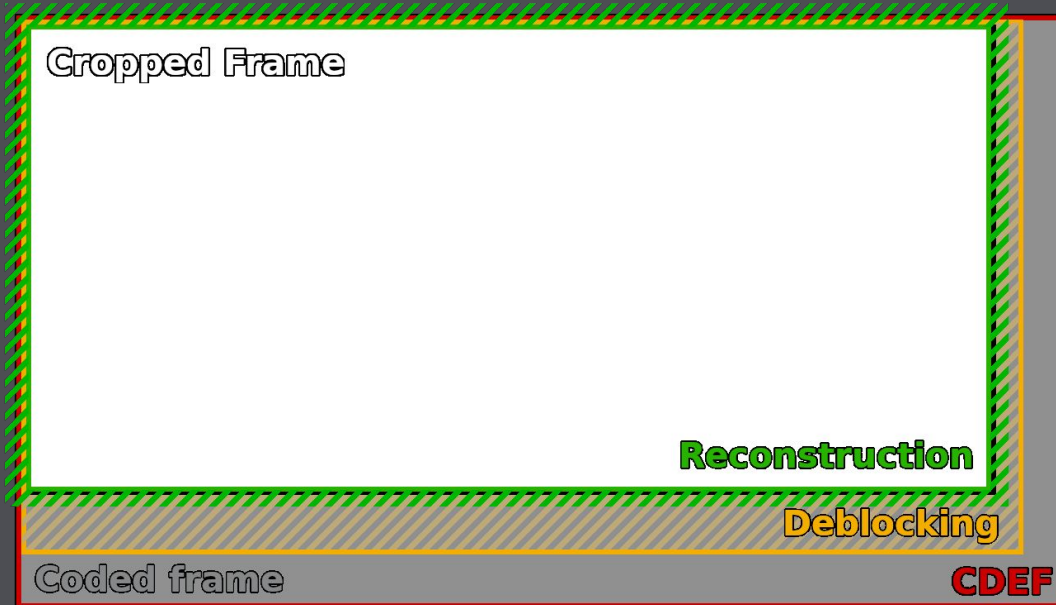 Cropped Frame
Reconstruction
Deblocking
Coded frame
CDEF